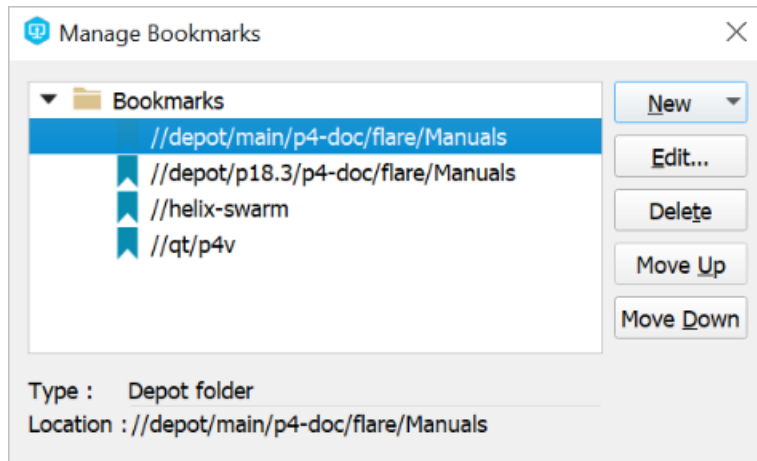 Manage Bookmarks
Bookmarks
//depot/main/p4-doc/flare/Manuals
//depot/p18.3/p4-doc/flare/Manuals
//helix-swarm
//qt/p4v
New
Edit...
Delete
Move Up
Move Down
Type : Depot folder
Location : //depot/main/p4-doc/flare/Manuals